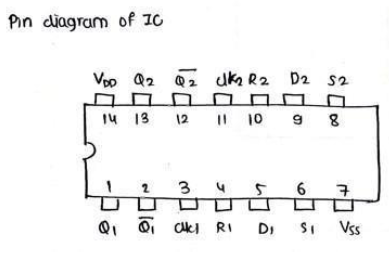 Pin diagram of IC
VDD Q2 Q̅2 Clk2 R2 D2 S2
14 13 12 11 10 9 8
1 2 3 4 5 6 7
Q1 Q̅1 Clk1 R1 D1 S1 VSS